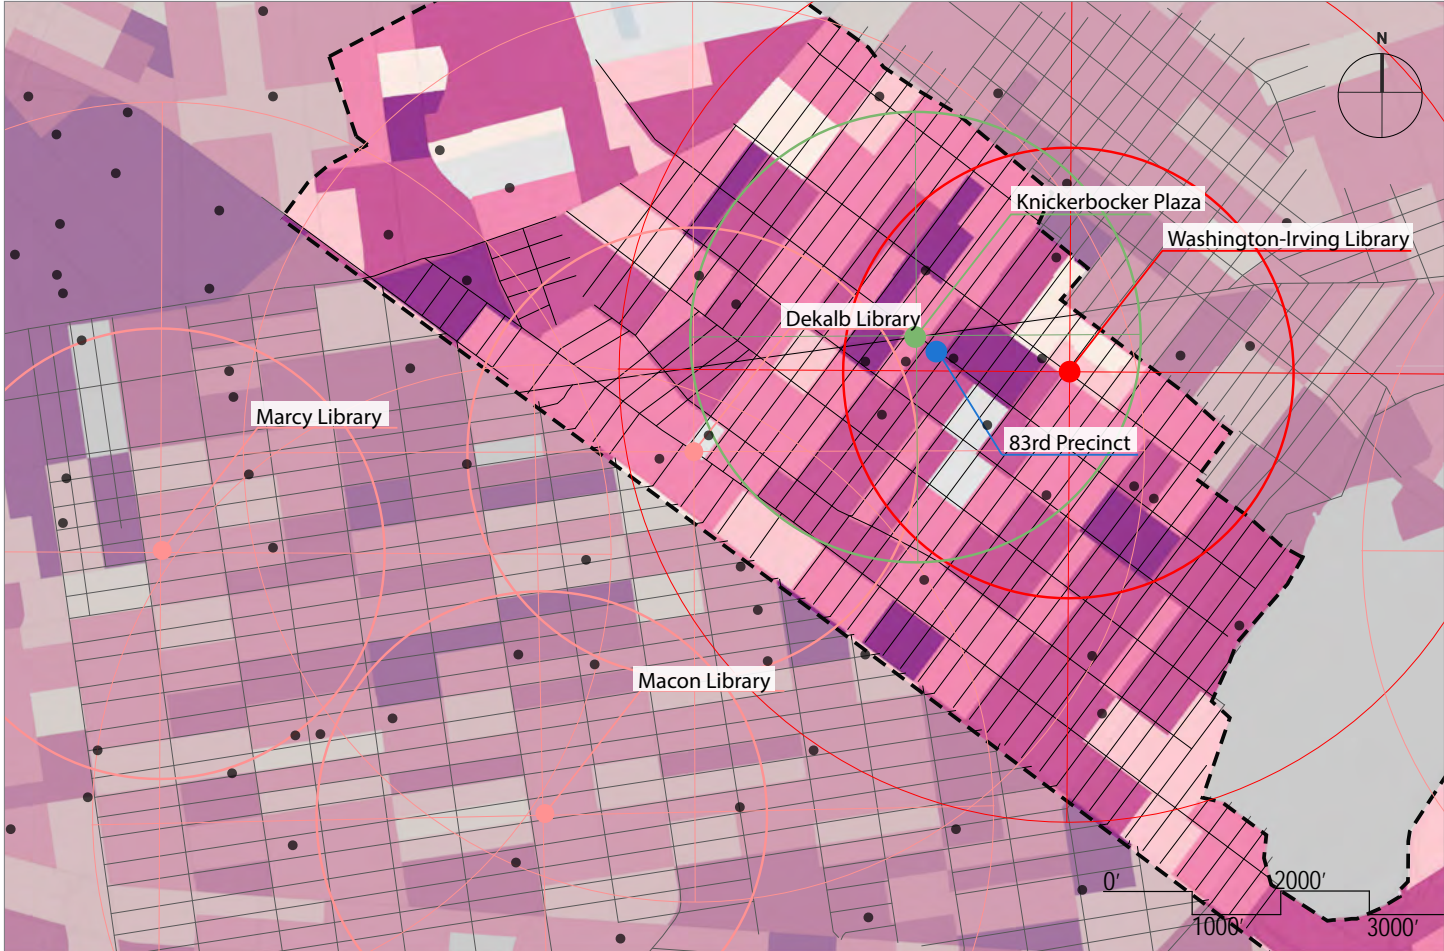 N
Knickerbocker Plaza
Washington-Irving Library
Dekalb Library
Marcy Library
83rd Precinct
Macon Library
0′
2000′
1000′
3000′